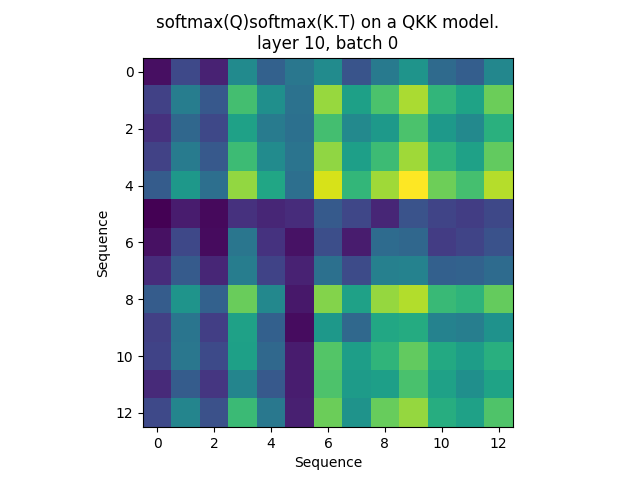 softmax(Q)softmax(K.T) on a QKK model.
layer 10, batch 0
0
2
4
6
8
10
12
Sequence
0 2 4 6 8 10 12
Sequence